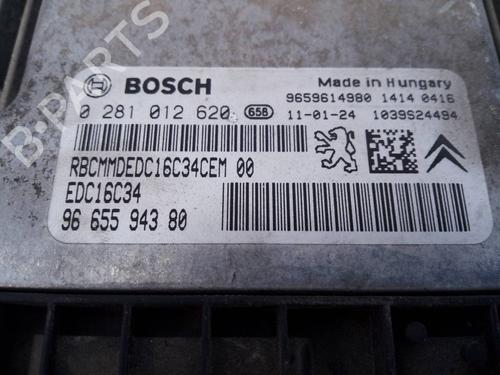 B-PARTS
BOSCH
Made in Hungary
0 281 012 620 658
9659614980 1414 0416
11-01-24 1039S24494
RBCMMDEDC16C34CEM 00
EDC16C34
96 655 943 80